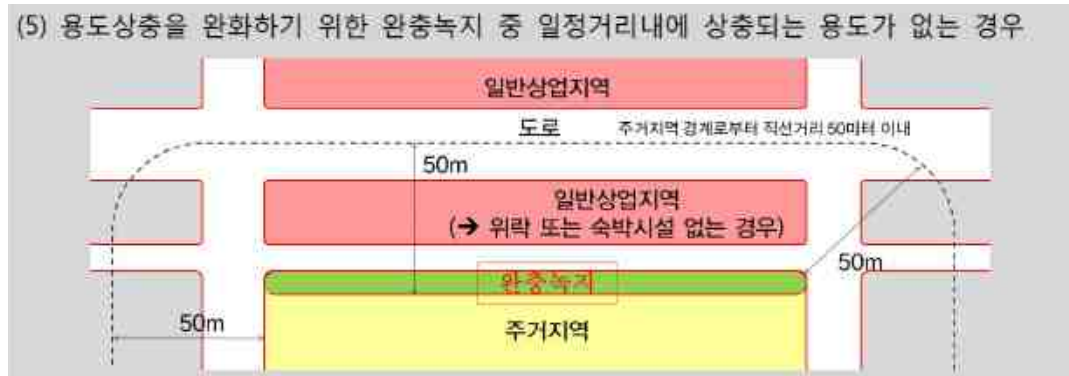 (5) 용도상충을 완화하기 위한 완충녹지 중 일정거리내에 상충되는 용도가 없는 경우
일반상업지역
도로
주거지역 경계로부터 직선거리 50미터 이내
50m
일반상업지역
(➔ 위락 또는 숙박시설 없는 경우)
50m
완충녹지
50m
주거지역